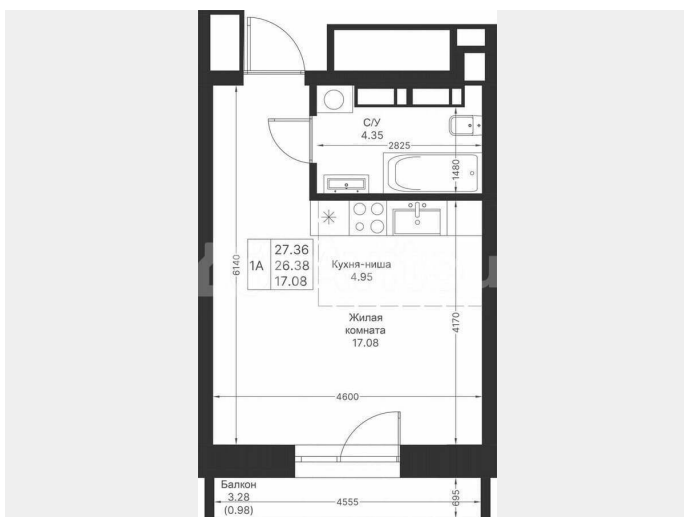 С/У
4.35
2825
1480
27.36
1А
26.38
17.08
6140
Кухня-ниша
4.95
Жилая
комната
17.08
4170
4600
Балкон
3.28
(0.98)
4555
695